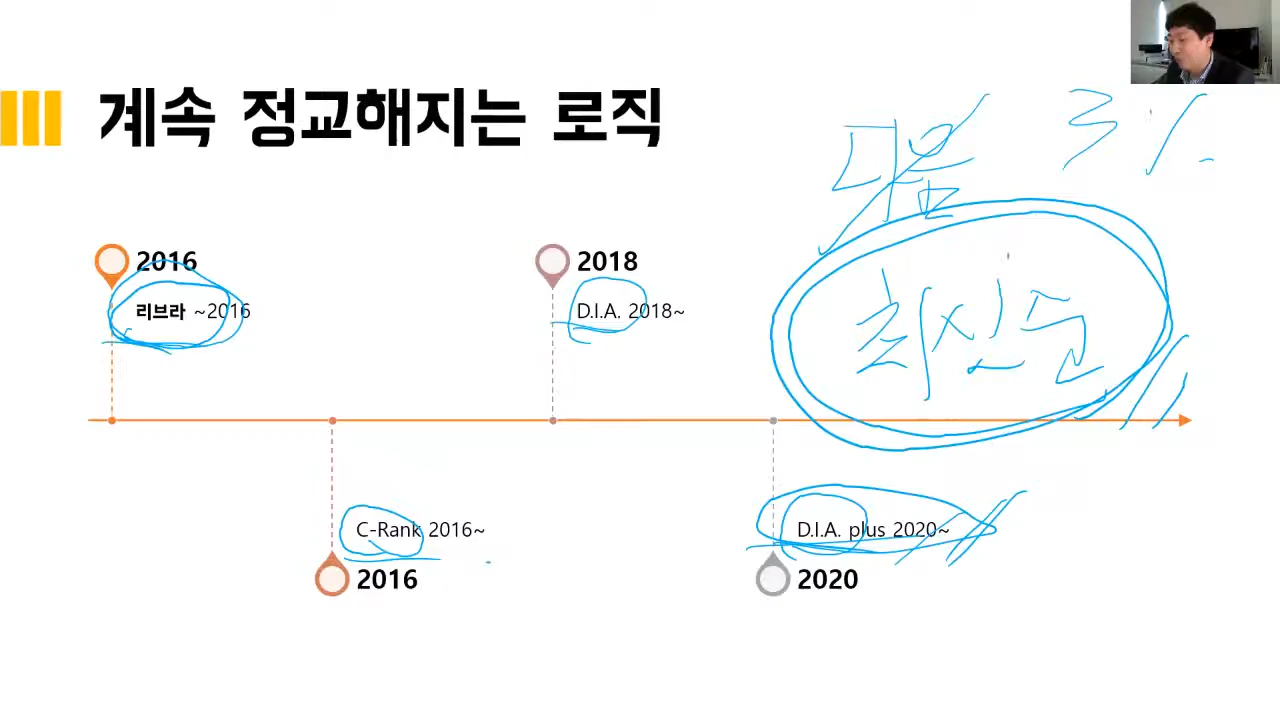 계속 정교해지는 로직
3%
2016
리브라 ~2016
2018
D.I.A. 2018~
최신순
C-Rank 2016~
2016
D.I.A. plus 2020~
2020